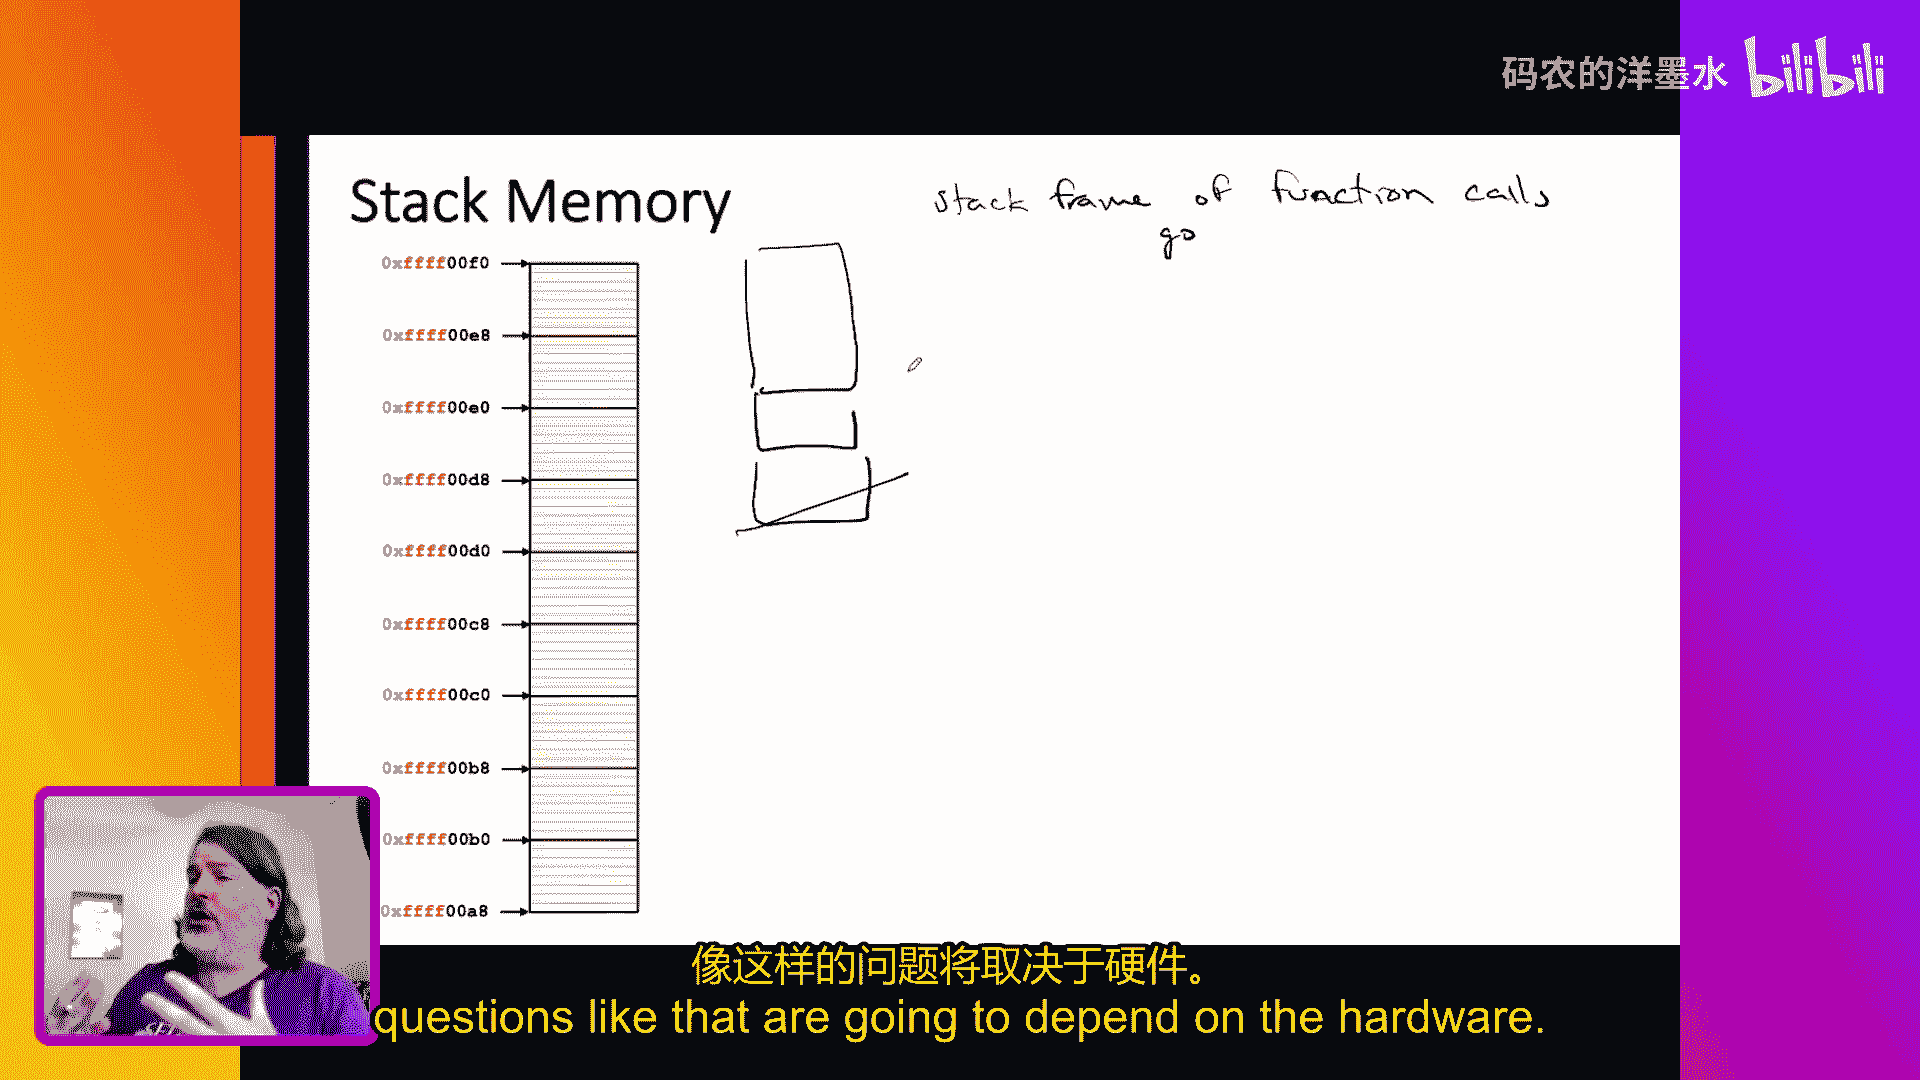 码农的洋墨水 bilibili
Stack Memory
stack frame of function calls
go
0xffff00f0
0xffff00e8
0xffff00e0
0xffff00d8
0xffff00d0
0xffff00c8
0xffff00c0
0xffff00b8
0xffff00b0
0xffff00a8
像这样的问题将取决于硬件。
questions like that are going to depend on the hardware.